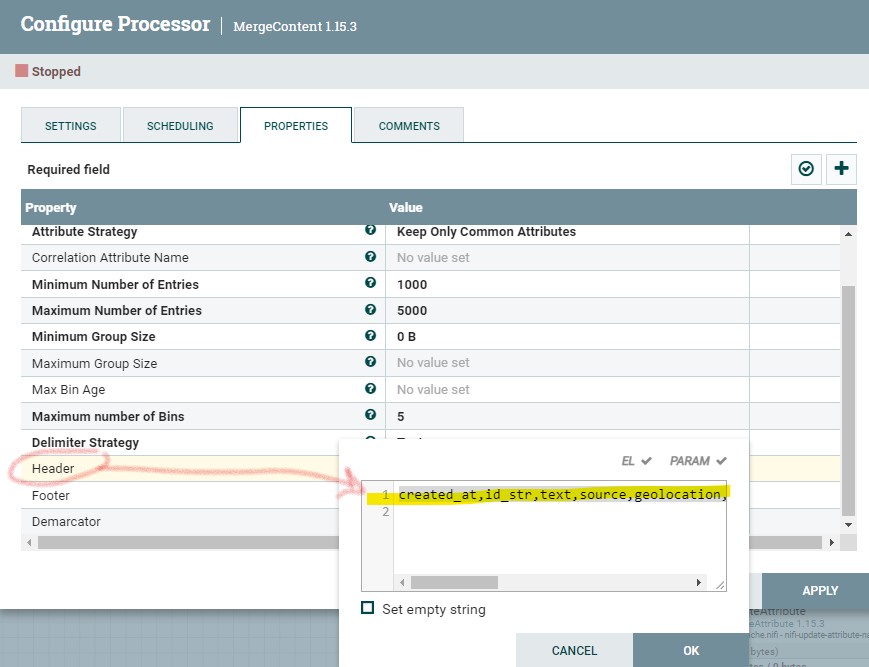 Configure Processor | MergeContent 1.15.3
Stopped
SETTINGS SCHEDULING PROPERTIES COMMENTS
Required field
Property Value
Attribute Strategy Keep Only Common Attributes
Correlation Attribute Name No value set
Minimum Number of Entries 1000
Maximum Number of Entries 5000
Minimum Group Size 0 B
Maximum Group Size No value set
Max Bin Age No value set
Maximum number of Bins 5
Delimiter Strategy
Header
Footer
Demarcator
EL PARAM
1 created_at,id_str,text,source,geolocation,
2
Set empty string
CANCEL OK
APPLY
eAttribute
eAttribute 1.15.3
che.nifi - nifi-update-attribute-na
bytes)